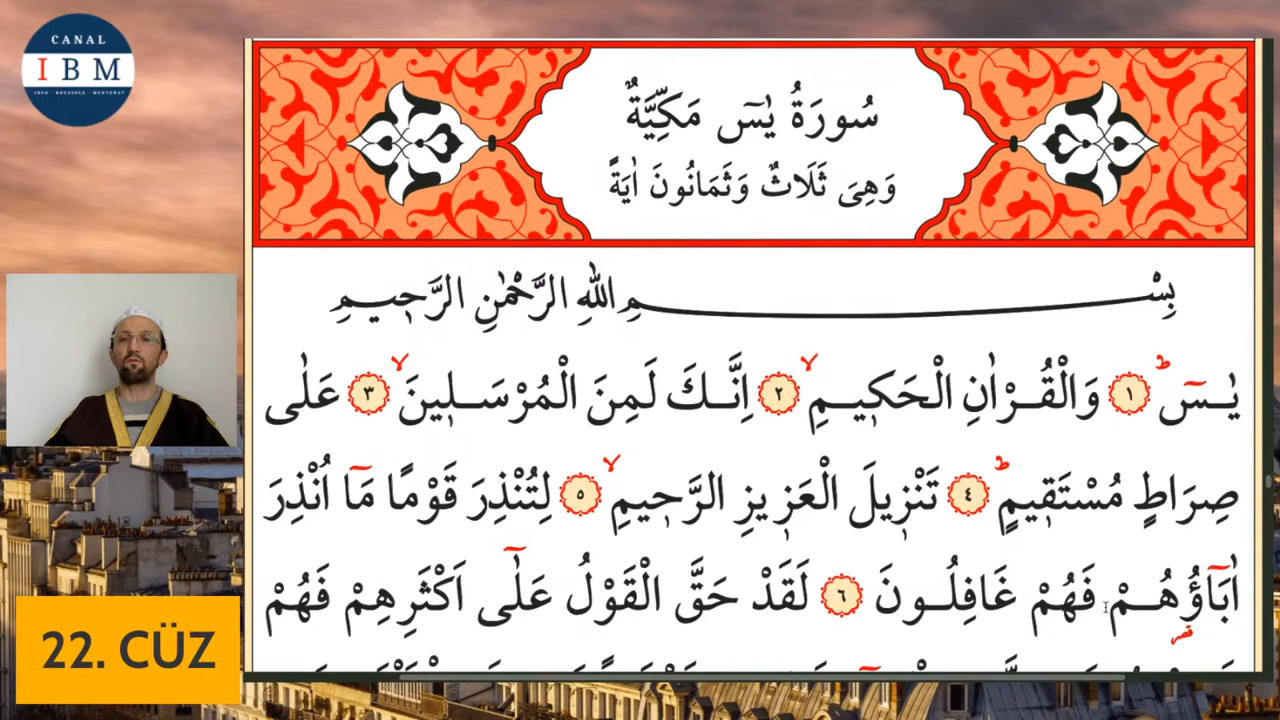 CANAL
IBM
سُورَةُ يٰسٓ مَكِّيَّةٌ
وَهِىَ ثَلَاثٌ وَثَمَانُونَ اٰيَةً
بِسْمِ اللّٰهِ الرَّحْمٰنِ الرَّحٖيمِ
يٰسٓ ﴿١﴾ وَالْقُرْاٰنِ الْحَكٖيمِ ﴿٢﴾ اِنَّكَ لَمِنَ الْمُرْسَلٖينَ ﴿٣﴾ عَلٰى
صِرَاطٍ مُسْتَقٖيمٍ ﴿٤﴾ تَنْزٖيلَ الْعَزٖيزِ الرَّحٖيمِ ﴿٥﴾ لِتُنْذِرَ قَوْمًا مَٓا اُنْذِرَ
اٰبَٓاؤُ۬هُمْ فَهُمْ غَافِلُونَ ﴿٦﴾ لَقَدْ حَقَّ الْقَوْلُ عَلٰٓى اَكْثَرِهِمْ فَهُمْ
قصر
22. CÜZ